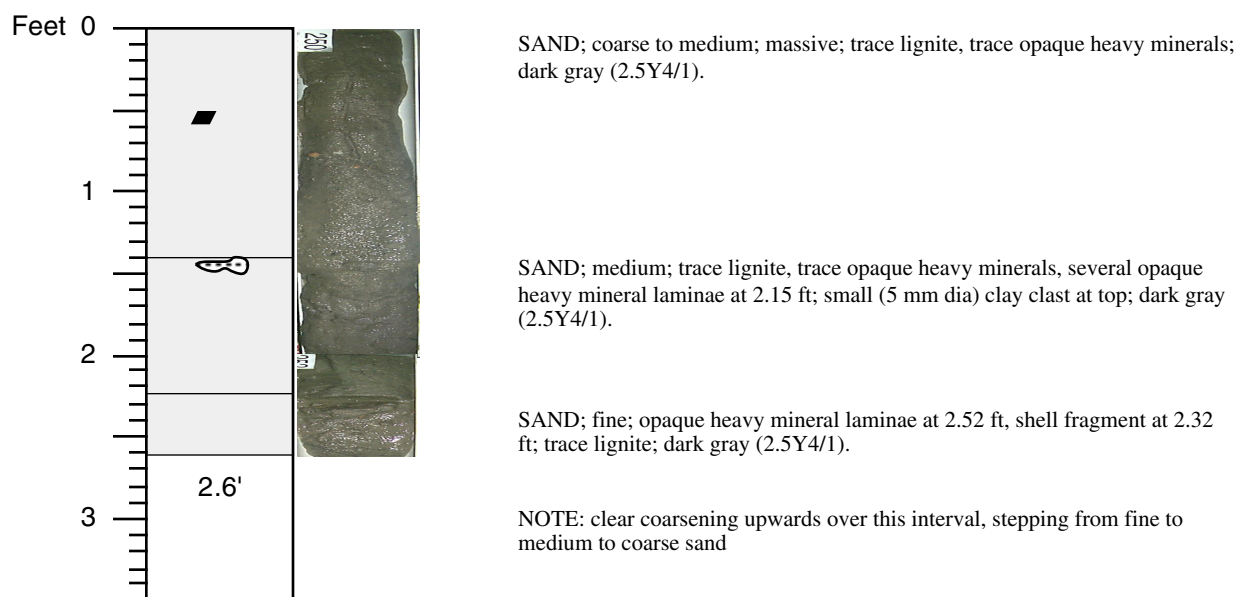 Feet 0
250
SAND; coarse to medium; massive; trace lignite, trace opaque heavy minerals;
dark gray (2.5Y4/1).
1
SAND; medium; trace lignite, trace opaque heavy minerals, several opaque
heavy mineral laminae at 2.15 ft; small (5 mm dia) clay clast at top; dark gray
(2.5Y4/1).
2
SAND; fine; opaque heavy mineral laminae at 2.52 ft, shell fragment at 2.32
ft; trace lignite; dark gray (2.5Y4/1).
2.6'
3
NOTE: clear coarsening upwards over this interval, stepping from fine to
medium to coarse sand